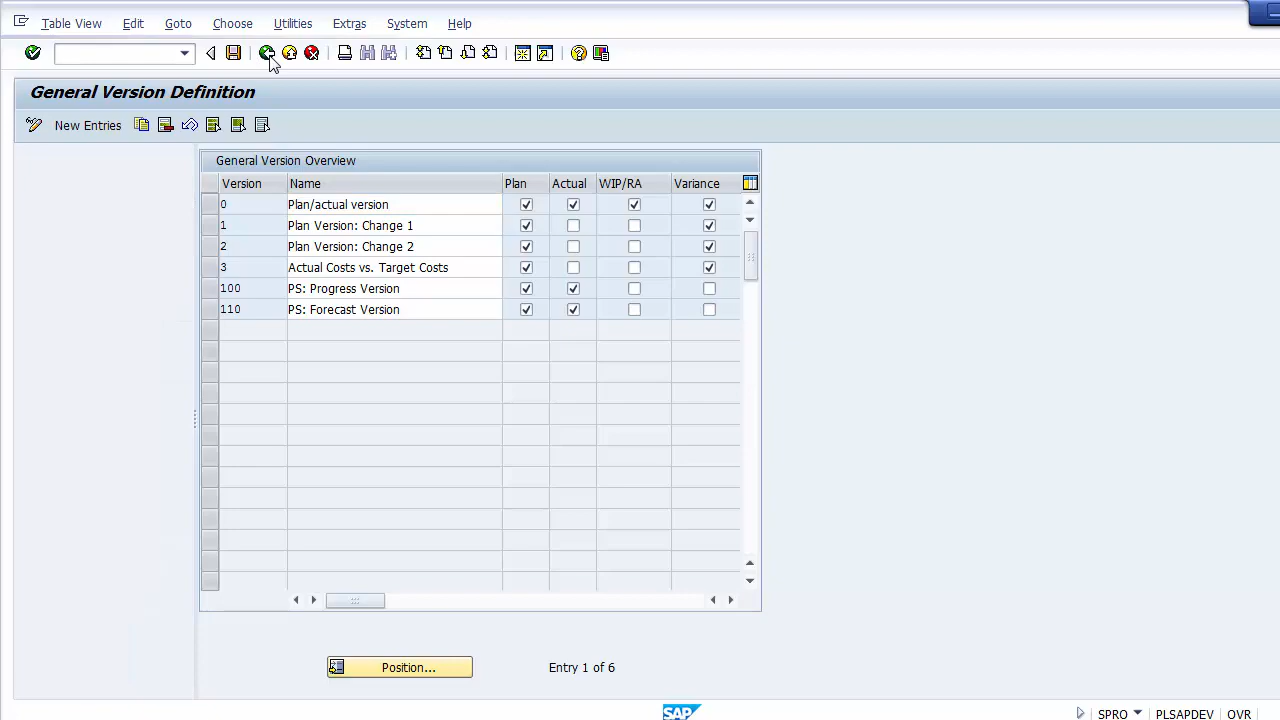 Table View Edit Goto Choose Utilities Extras System Help
General Version Definition
New Entries
General Version Overview
Version Name Plan Actual WIP/RA Variance
0 Plan/actual version
1 Plan Version: Change 1
2 Plan Version: Change 2
3 Actual Costs vs. Target Costs
100 PS: Progress Version
110 PS: Forecast Version
Position... Entry 1 of 6
SAP SPRO PLSAPDEV OVR